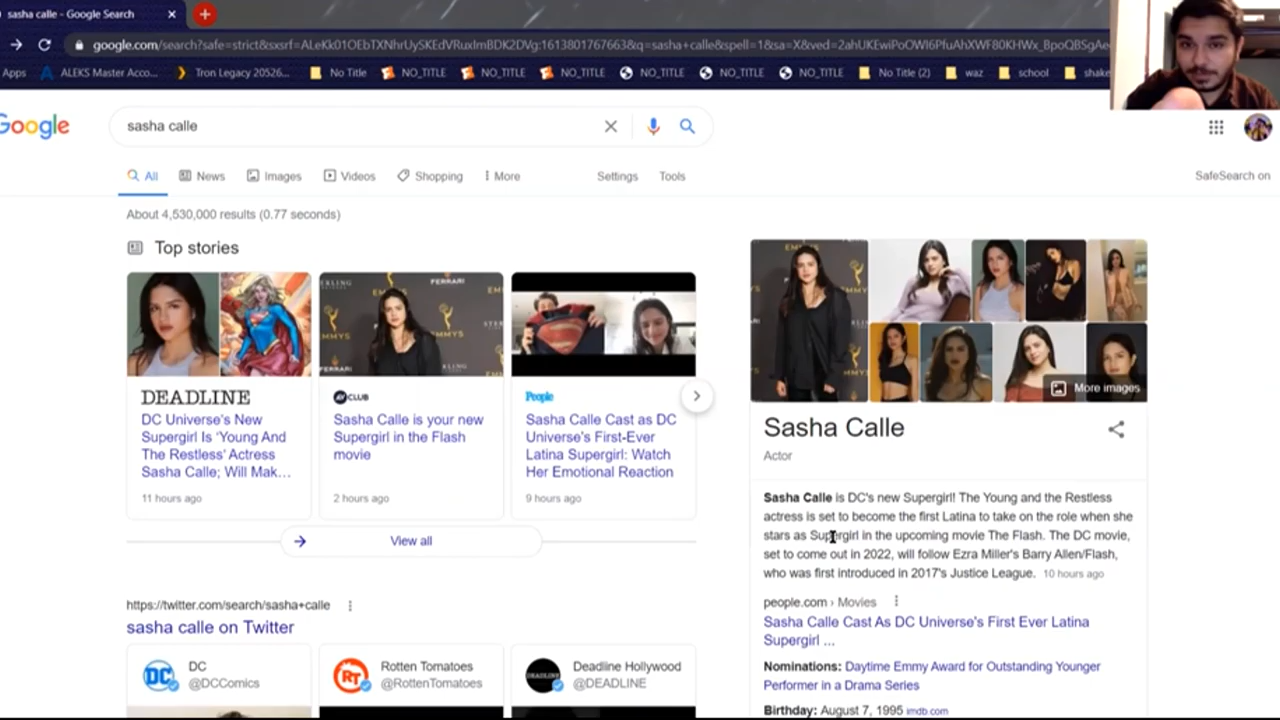 sasha calle - Google Search
google.com/search?safe=strict&sxsrf=ALeKk01OEbTXNhrUySKEdVRuxImBDK2DVg:1613801767663&q=sasha+calle&spell=1&sa=X&ved=
Apps ALEKS Master Acco... Tron Legacy 20526... No Title NO_TITLE NO_TITLE NO_TITLE NO_TITLE NO_TITLE NO_TITLE No Title (2) waz school shake
Google sasha calle
All News Images Videos Shopping More Settings Tools SafeSearch on
About 4,530,000 results (0.77 seconds)
Top stories
DEADLINE
DC Universe's New
Supergirl Is 'Young And
The Restless' Actress
Sasha Calle; Will Mak...
11 hours ago
AV CLUB
Sasha Calle is your new
Supergirl in the Flash
movie
2 hours ago
People
Sasha Calle Cast as DC
Universe's First-Ever
Latina Supergirl: Watch
Her Emotional Reaction
9 hours ago
View all
https://twitter.com/search/sasha+calle
sasha calle on Twitter
DC
DC
@DCComics
RT
Rotten Tomatoes
@RottenTomatoes
DEADLINE
Deadline Hollywood
@DEADLINE
EMMYS
FERRARI
EMMYS
More images
Sasha Calle
Actor
Sasha Calle is DC's new Supergirl! The Young and the Restless
actress is set to become the first Latina to take on the role when she
stars as Supergirl in the upcoming movie The Flash. The DC movie,
set to come out in 2022, will follow Ezra Miller's Barry Allen/Flash,
who was first introduced in 2017's Justice League. 10 hours ago
people.com › Movies
Sasha Calle Cast As DC Universe's First Ever Latina
Supergirl ...
Nominations: Daytime Emmy Award for Outstanding Younger
Performer in a Drama Series
Birthday: August 7, 1995 imdb.com